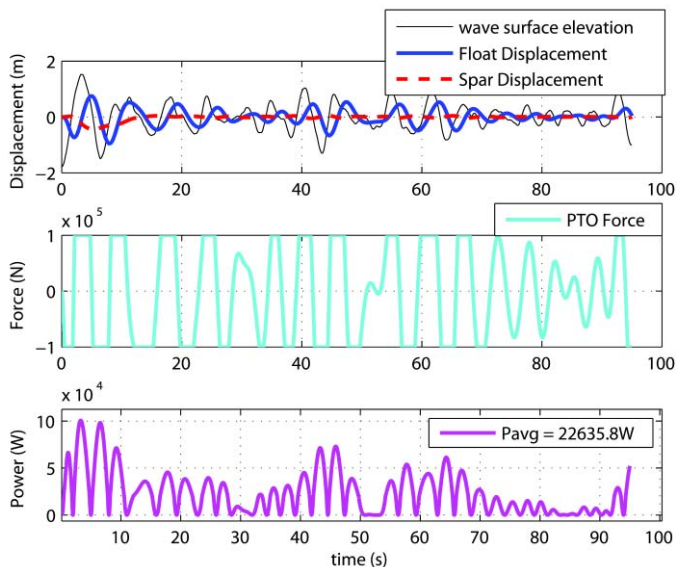 wave surface elevation
Float Displacement
Spar Displacement
Displacement (m)
2
0
−2
0 20 40 60 80 100
x 10^5
PTO Force
Force (N)
1
0
−1
0 20 40 60 80 100
x 10^4
Pavg = 22635.8W
Power (W)
10
5
0
10 20 30 40 50 60 70 80 90 100
time (s)